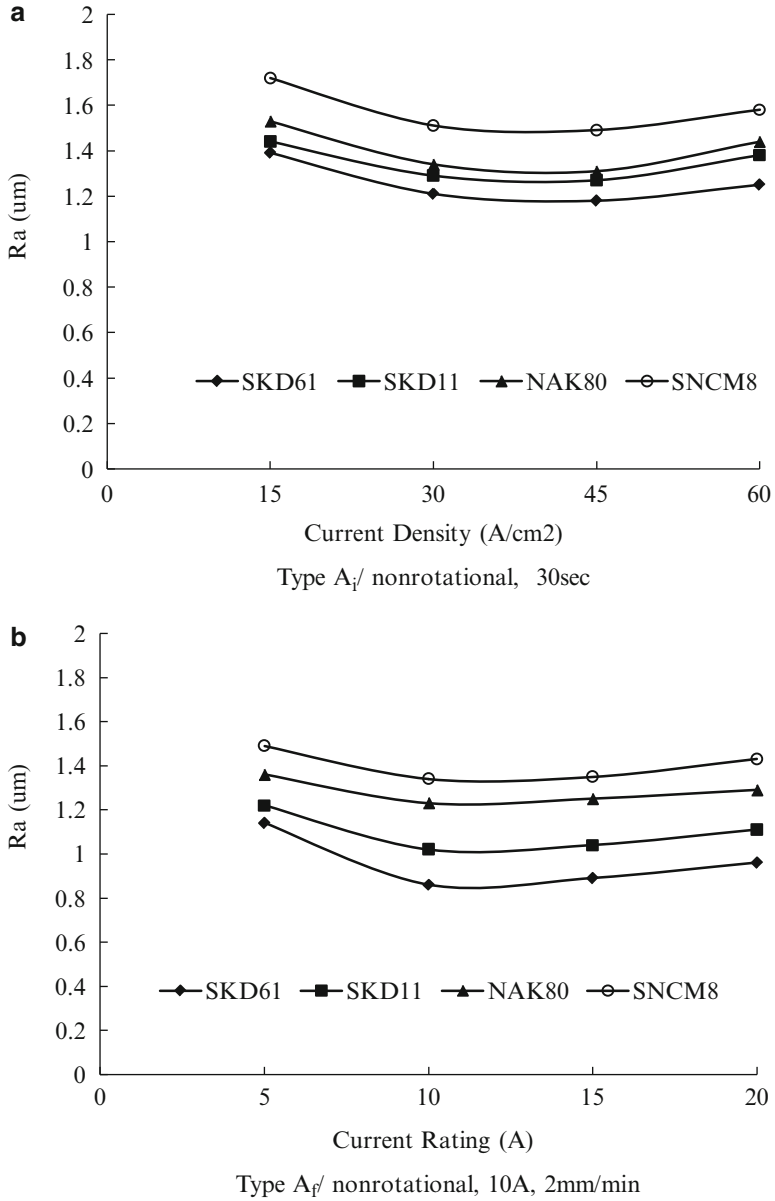 a
2
1.8
1.6
1.4
1.2
1
0.8
0.6
0.4
0.2
0
Ra (um)
SKD61 SKD11 NAK80 SNCM8
0 15 30 45 60
Current Density (A/cm2)
Type Ai/ nonrotational, 30sec
b
2
1.8
1.6
1.4
1.2
1
0.8
0.6
0.4
0.2
0
Ra (um)
SKD61 SKD11 NAK80 SNCM8
0 5 10 15 20
Current Rating (A)
Type Af/ nonrotational, 10A, 2mm/min